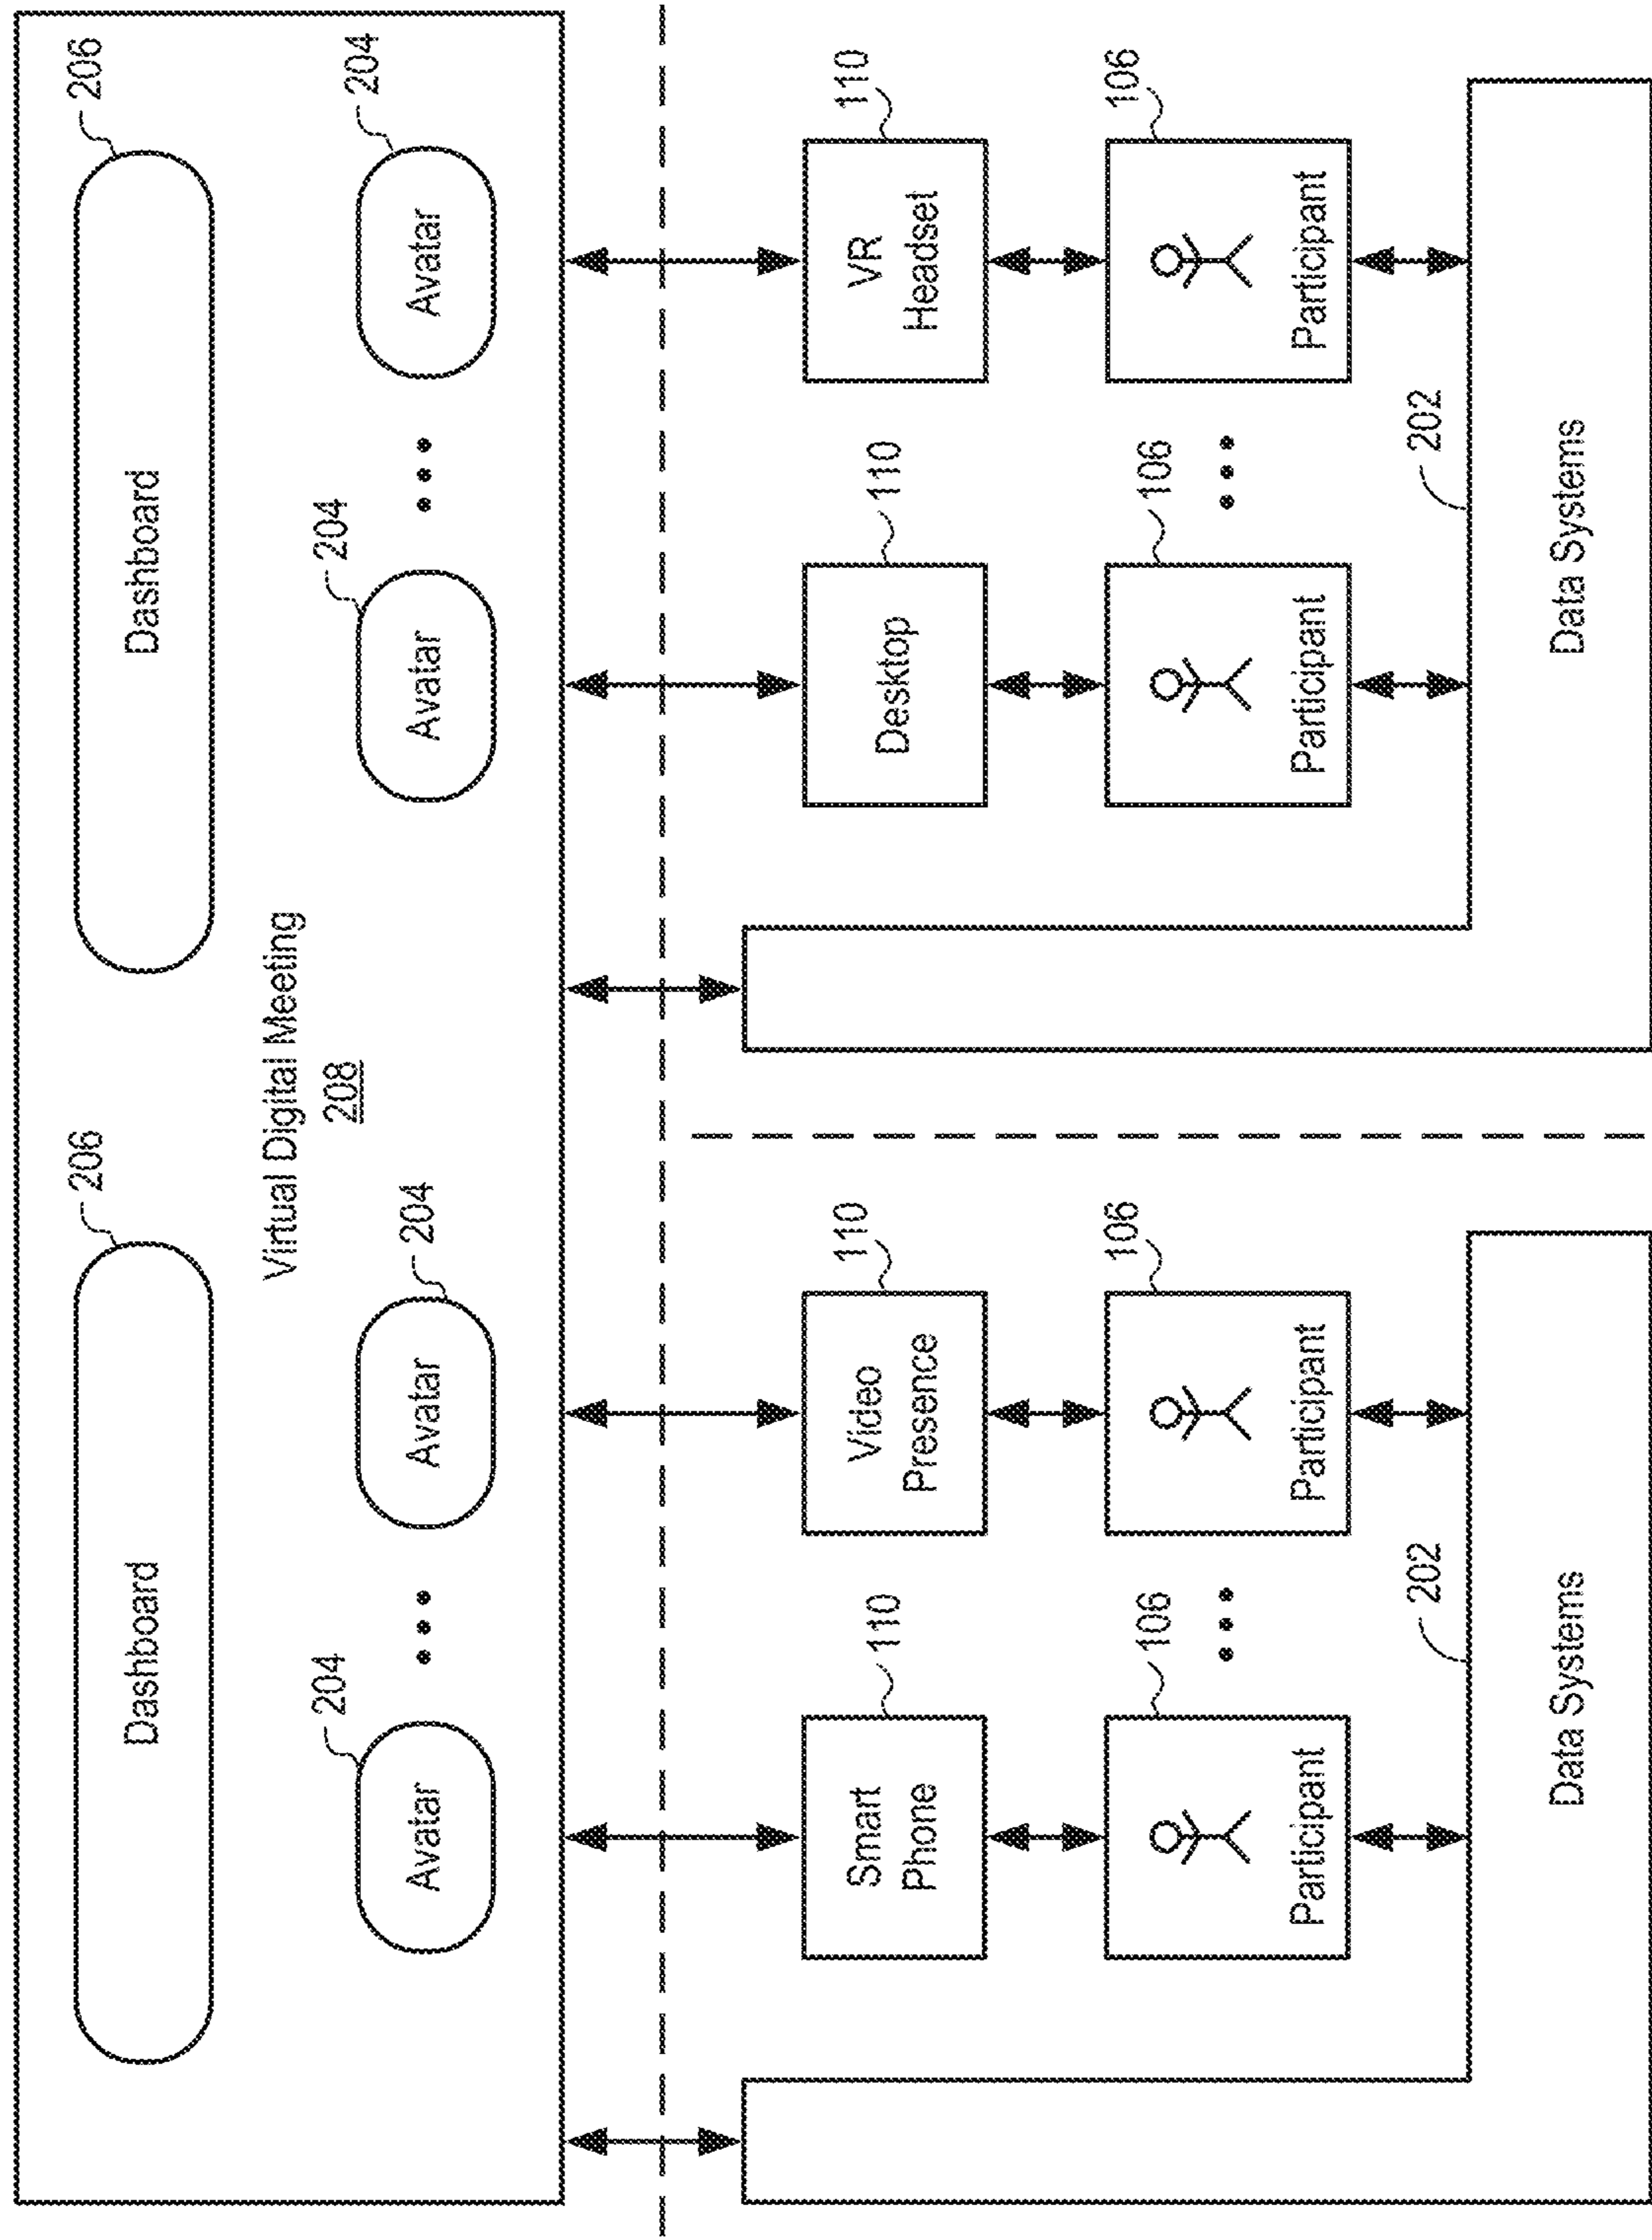 206
206
Dashboard
Dashboard
Virtual Digital Meeting
208
204
204
204
204
Avatar
Avatar
Avatar
Avatar
110
110
110
110
Smart
Phone
Video
Presence
Desktop
VR
Headset
106
106
106
106
Participant
Participant
Participant
Participant
202
202
Data Systems
Data Systems